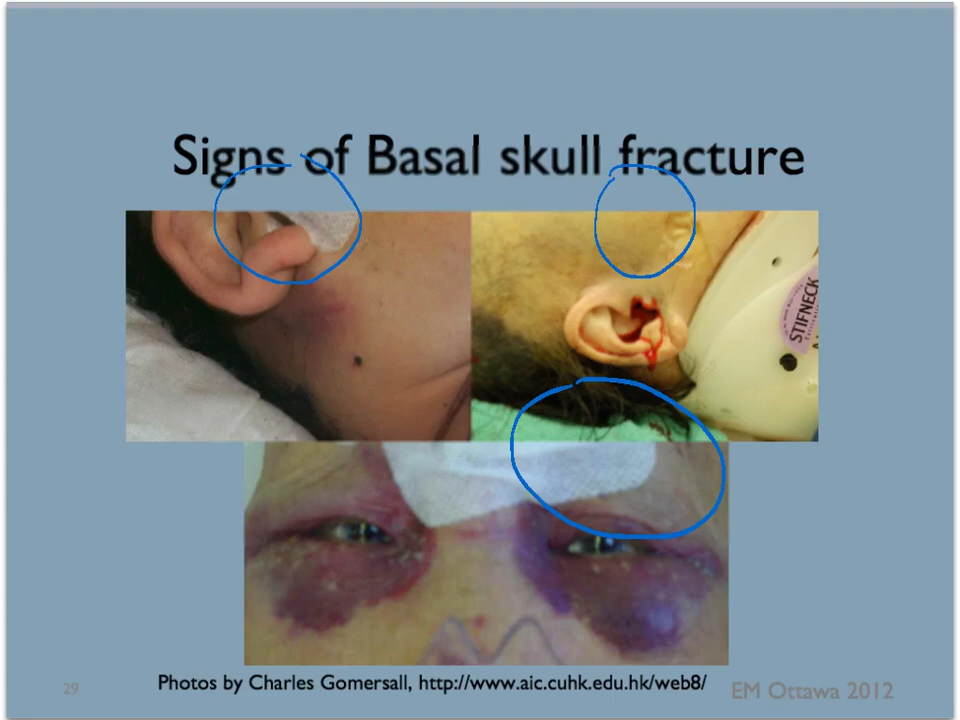 Signs of Basal skull fracture
STIFNECK
29
Photos by Charles Gomersall, http://www.aic.cuhk.edu.hk/web8/
EM Ottawa 2012